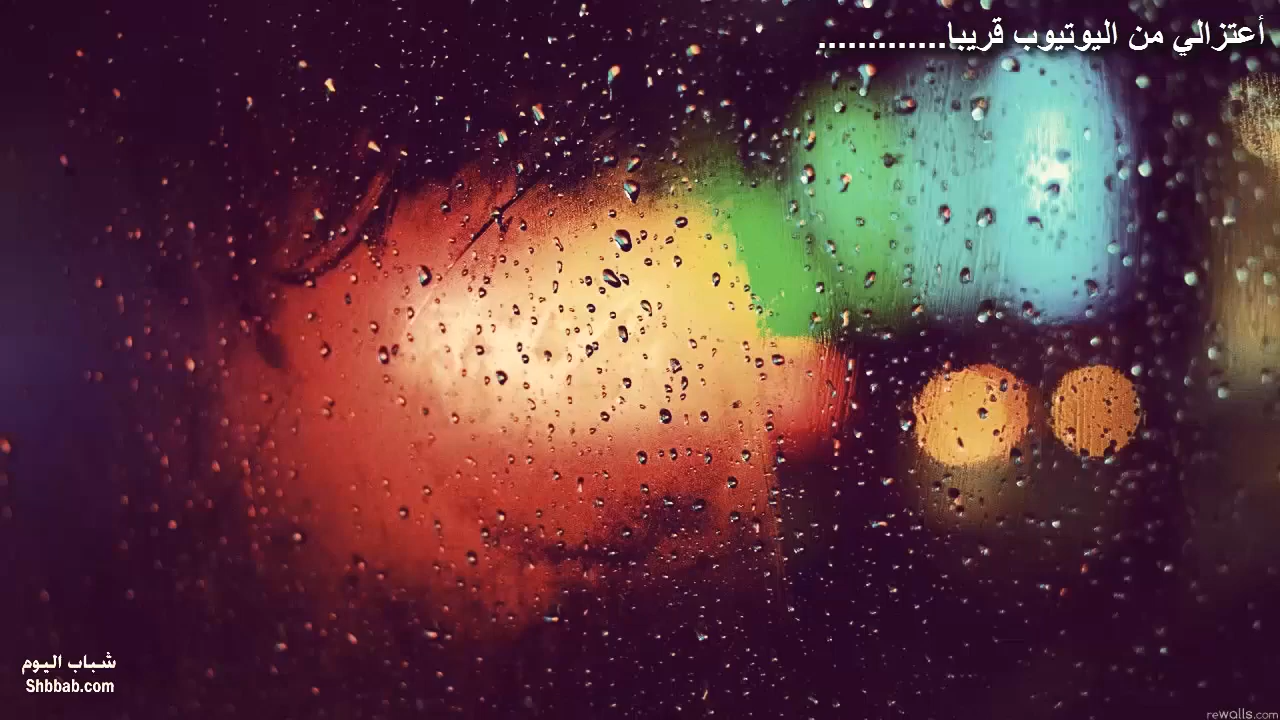 أعتزالي من اليوتيوب قريبا.............
شباب اليوم
Shbbab.com
rewalls.com